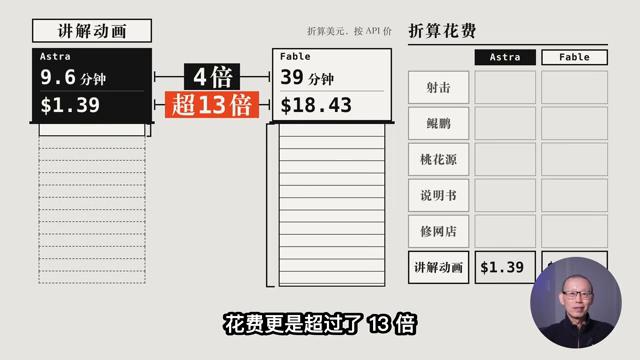 讲解动画
折算美元．按 API 价
折算花费
Astra
9.6 分钟
$1.39
4倍
超13倍
Fable
39 分钟
$18.43
Astra
Fable
射击
鲲鹏
桃花源
说明书
修网店
讲解动画
$1.39
花费更是超过了 13 倍